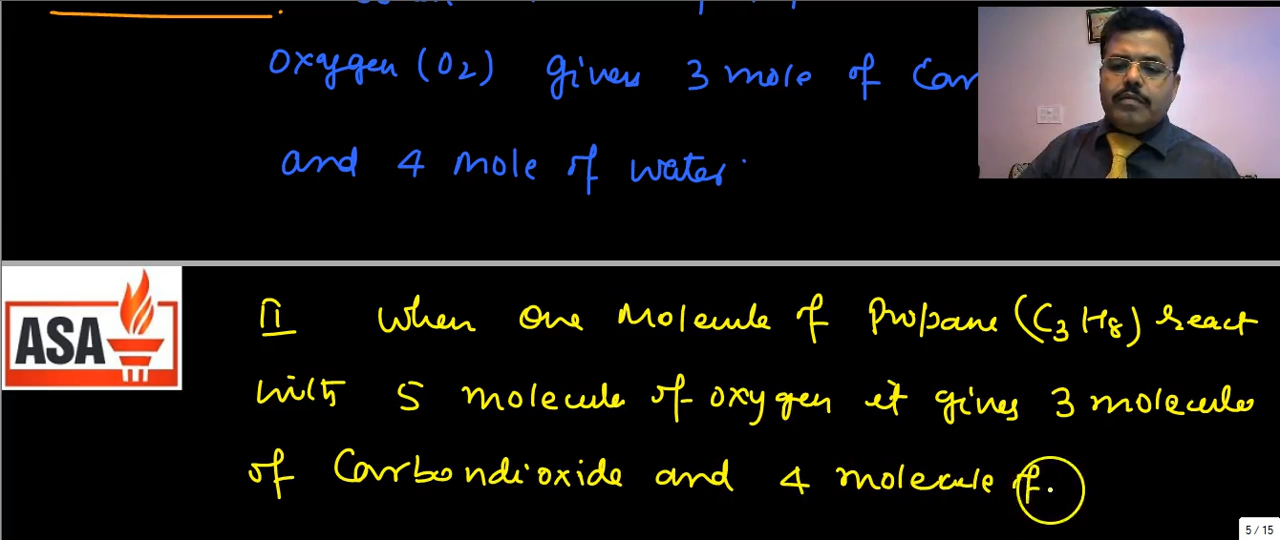 oxygen (O2) gives 3 mole of Car
and 4 mole of water
ASA
II When One Molecule of Propane (C3H8) react
with 5 molecule of oxygen it gives 3 molecule
of Carbondioxide and 4 molecule of
5 / 15